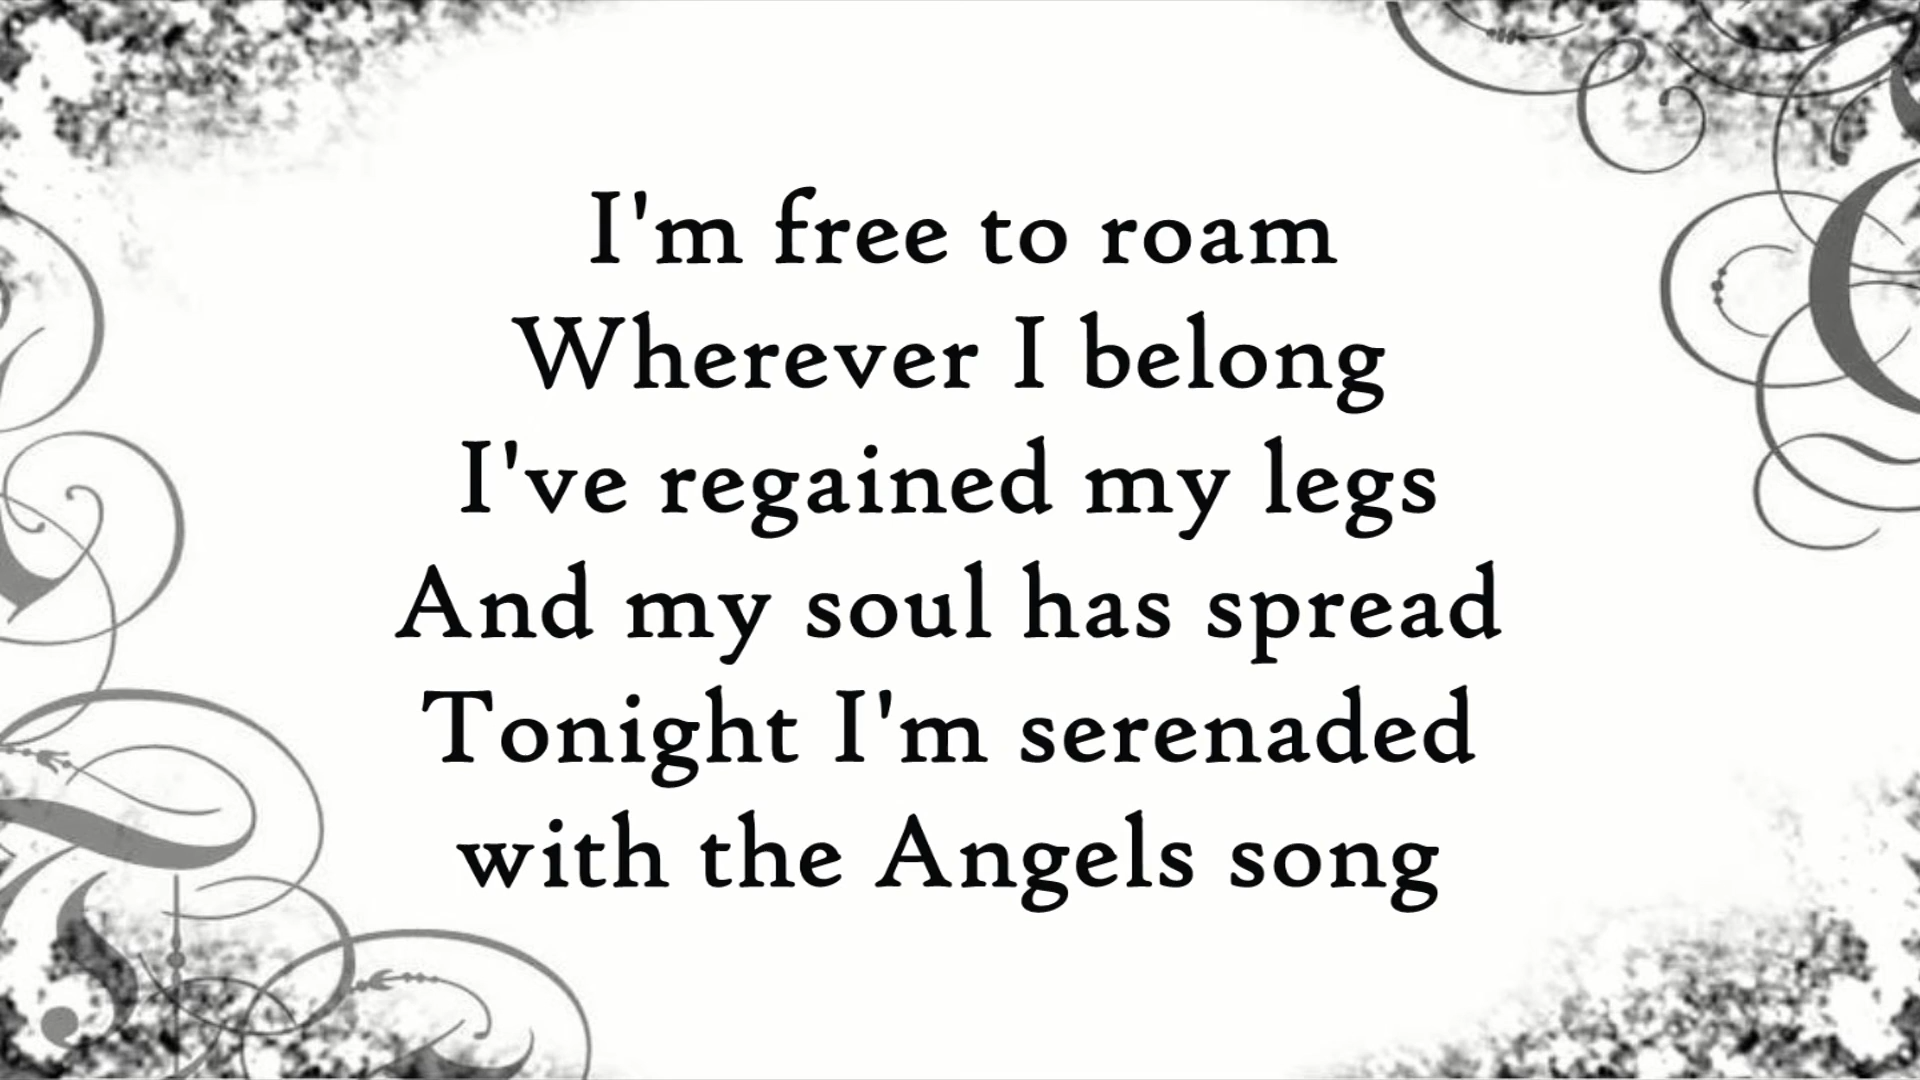 I'm free to roam
Wherever I belong
I've regained my legs
And my soul has spread
Tonight I'm serenaded
with the Angels song